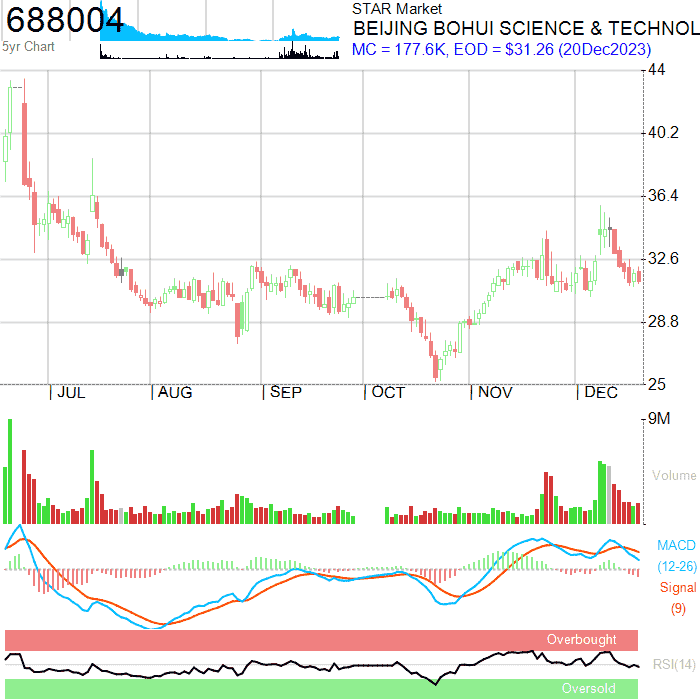 688004
5yr Chart
STAR Market
BEIJING BOHUI SCIENCE & TECHNOL
MC = 177.6K, EOD = $31.26 (20Dec2023)
44
40.2
36.4
32.6
28.8
25
JUL AUG SEP OCT NOV DEC
9M
Volume
MACD
(12-26)
Signal
(9)
Overbought
RSI(14)
Oversold